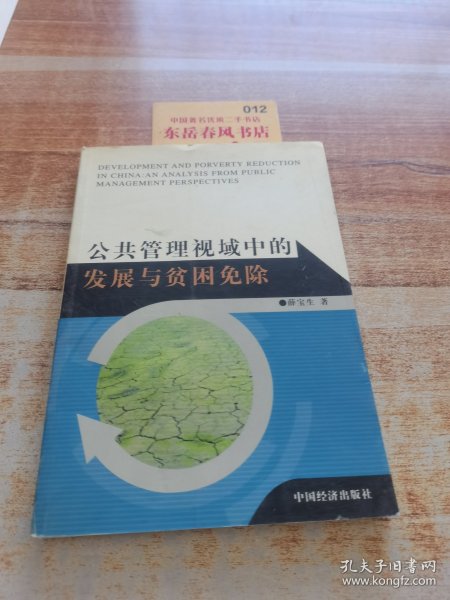 012
中国著名优质二手书店
东岳春风书店
DEVELOPMENT AND PORVERTY REDUCTION
IN CHINA:AN ANALYSIS FROM PUBLIC
MANAGEMENT PERSPECTIVES
公共管理视域中的
发展与贫困免除
●薛宝生 著
中国经济出版社
孔夫子旧书网
www.kongfz.com